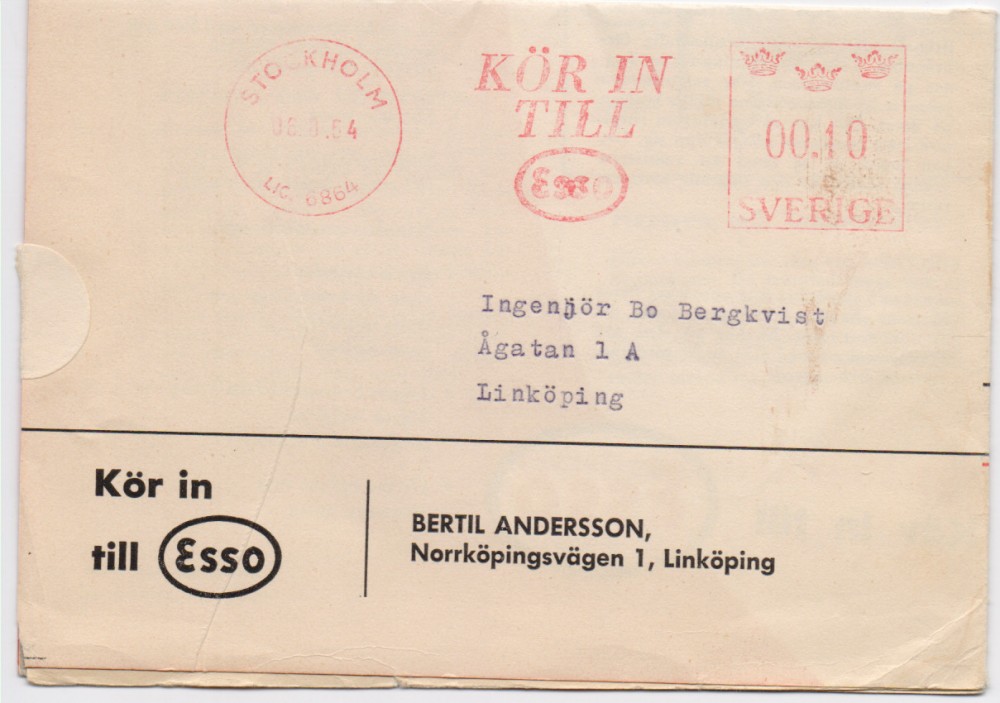 STOCKHOLM
LIC. 6864
KÖR IN
TILL
Esso
00.10
SVERIGE
Ingenjör Bo Bergkvist
Ågatan 1 A
Linköping
Kör in
till Esso
BERTIL ANDERSSON,
Norrköpingsvägen 1, Linköping